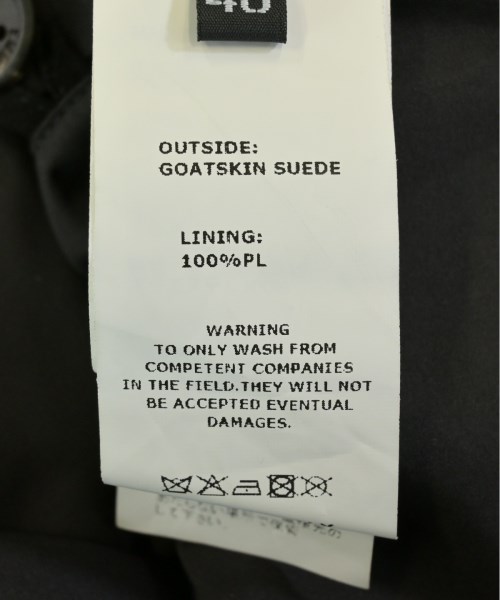 40
OUTSIDE:
GOATSKIN SUEDE
LINING:
100%PL
WARNING
TO ONLY WASH FROM
COMPETENT COMPANIES
IN THE FIELD.THEY WILL NOT
BE ACCEPTED EVENTUAL
DAMAGES.